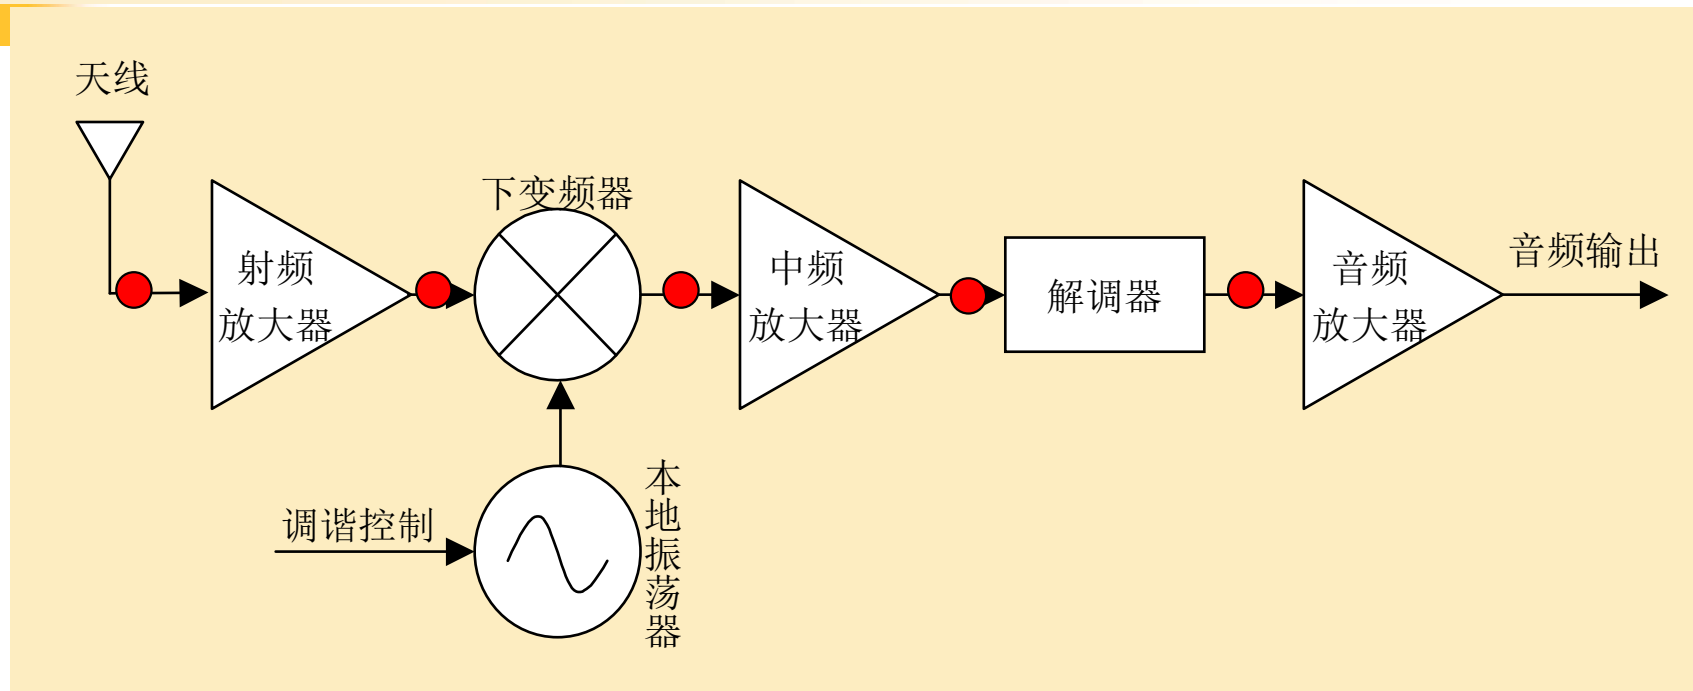 天线
射频
放大器
下变频器
中频
放大器
解调器
音频
放大器
音频输出
调谐控制
本地振荡器